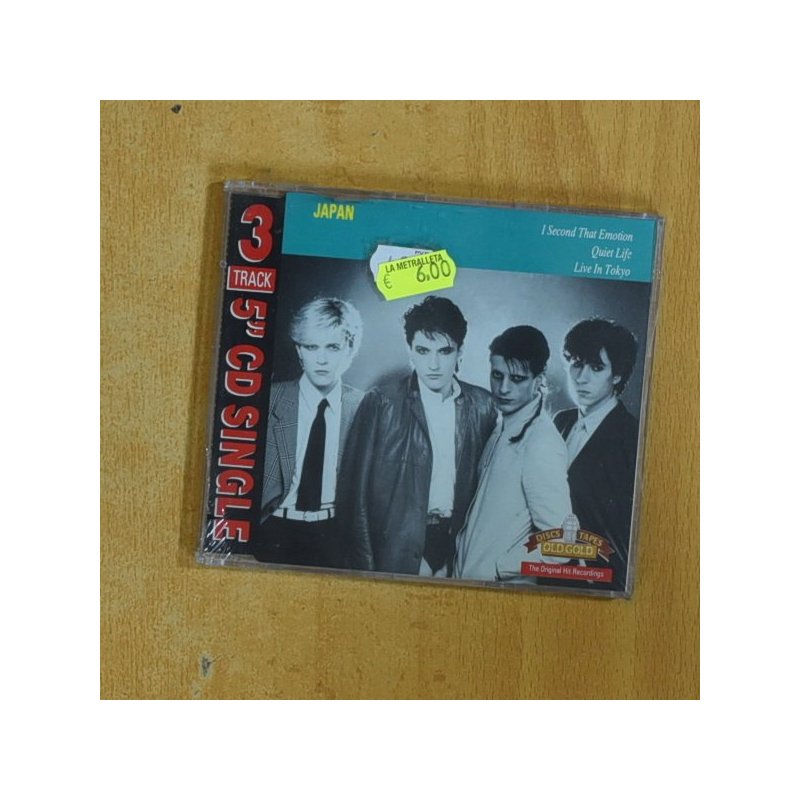 JAPAN
I Second That Emotion
Quiet Life
Live In Tokyo
LA METRALLETA
€ 6,00
3
TRACK
5" CD SINGLE
DISCS TAPES
OLD GOLD
The Original Hit Recordings